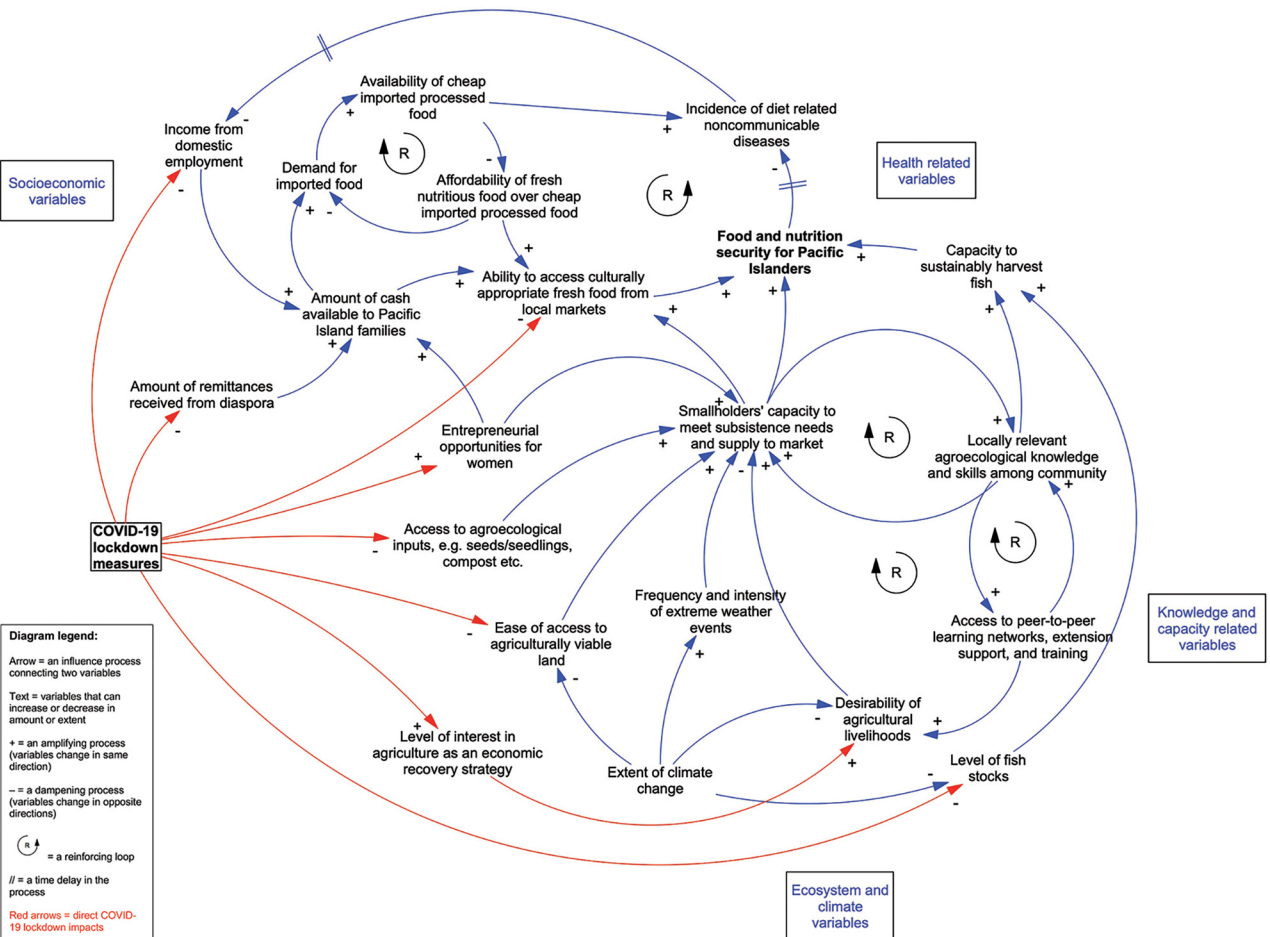 Availability of cheap
imported processed
food
+
Incidence of diet related
noncommunicable
diseases
+
-
Income from
domestic
employment
-
Demand for
imported food
+
-
R
-
Affordability of fresh
nutritious food over cheap
imported processed food
+
R
-
Health related
variables
Socioeconomic
variables
Food and nutrition
security for Pacific
Islanders
+
+
+
Capacity to
sustainably harvest
fish
+
+
Ability to access culturally
appropriate fresh food from
local markets
+
-
+
Amount of cash
available to Pacific
Island families
+
+
+
Amount of remittances
received from diaspora
-
Entrepreneurial
opportunities for
women
+
Smallholders' capacity to
meet subsistence needs
and supply to market
+
+
+
-
+
+
R
Locally relevant
agroecological knowledge
and skills among community
+
+
COVID-19
lockdown
measures
Access to agroecological
inputs, e.g. seeds/seedlings,
compost etc.
-
R
R
Frequency and intensity
of extreme weather
events
+
Ease of access to
agriculturally viable
land
-
-
Access to peer-to-peer
learning networks, extension
support, and training
+
Knowledge and
capacity related
variables
Level of interest in
agriculture as an economic
recovery strategy
+
Extent of climate
change
Desirability of
agricultural
livelihoods
-
+
+
Level of fish
stocks
-
-
Ecosystem and
climate
variables
Diagram legend:
Arrow = an influence process
connecting two variables
Text = variables that can
increase or decrease in
amount or extent
+ = an amplifying process
(variables change in same
direction)
– = a dampening process
(variables change in opposite
directions)
R = a reinforcing loop
// = a time delay in the
process
Red arrows = direct COVID-
19 lockdown impacts